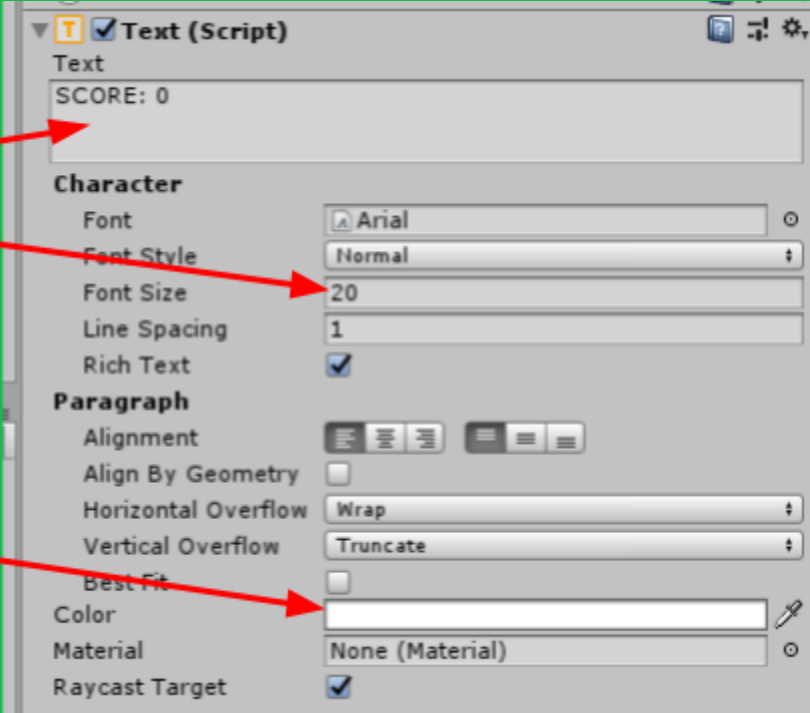 Text (Script)
Text
SCORE: 0
Character
Font Arial
Font Style Normal
Font Size 20
Line Spacing 1
Rich Text
Paragraph
Alignment
Align By Geometry
Horizontal Overflow Wrap
Vertical Overflow Truncate
Best Fit
Color
Material None (Material)
Raycast Target